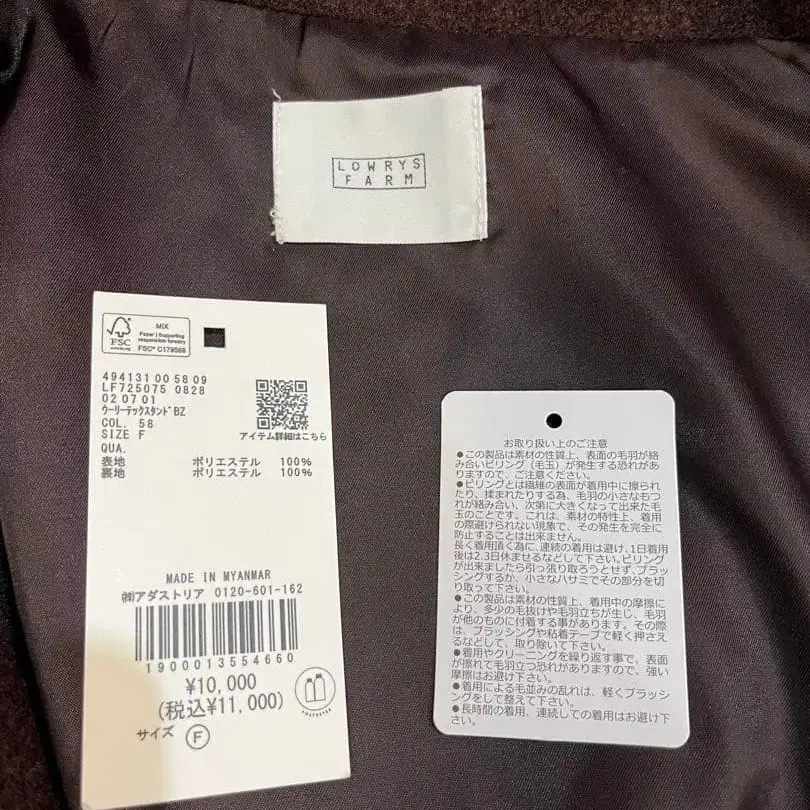 LOWRYS
FARM
FSC
MIX
Paper | Supporting
responsible forestry
FSC® C179568
494131 00 58 09
LF725075 0828
02 07 01
ウーリーテックスタンドBZ
COL. 58
SIZE F
QUA.
表地 ポリエステル 100%
裏地 ポリエステル 100%
アイテム詳細はこちら
MADE IN MYANMAR
㈱アダストリア 0120-601-162
1900013554660
¥10,000
(税込¥11,000)
サイズ F
POLYESTER
お取り扱い上のご注意
●この製品は素材の性質上、表面の毛羽が絡
み合いピリング（毛玉）が発生する恐れがあ
りますので、ご注意ください。
●ピリングとは繊維の表面が着用中に擦られ
たり、揉まれたりする為、毛羽の小さなもつ
れが絡み合い、次第に大きくなって出来た毛
玉のことです。これは、素材の特性上、着用
の際避けられない現象で、その発生を完全に
防止することは出来ません。
長く着用頂く為に、連続の着用は避け、1日着用
後は2.3日休ませるなどして下さい。ピリング
が出来ましたら引っ張り取ろうとせず、ブラッ
シングするか、小さなハサミでその部分を切
り取って下さい。
●この製品は素材の性質上、着用中の摩擦に
より、多少の毛抜けや毛羽立ちが生じ、毛羽
が他のものに付着する事があります。その際
は、ブラッシングや粘着テープで軽く押さえ
るなどして、取り除いて下さい。
●着用やクリーニングを繰り返す事で、表面
が擦れて毛羽立つ恐れがありますので、強い
摩擦はお避け下さい。
●着用による毛並みの乱れは、軽くブラッシ
ングをして整えて下さい。
●長時間の着用、連続しての着用はお避け下
さい。